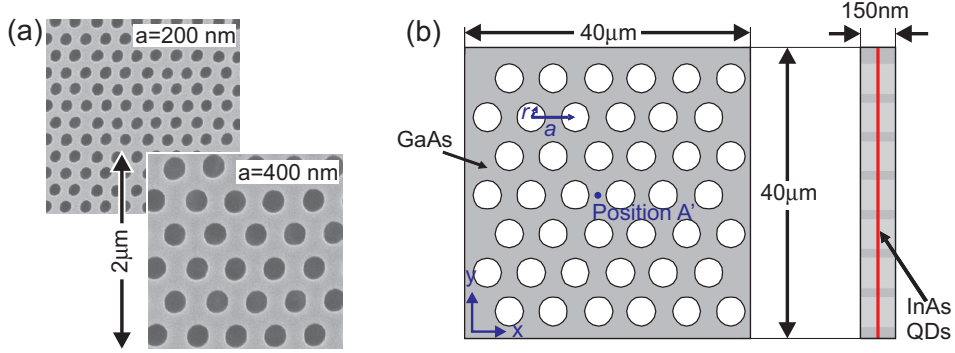 (a)
a=200 nm
a=400 nm
2μm
(b)
40μm
150nm
r
a
GaAs
Position A'
40μm
y
x
InAs
QDs